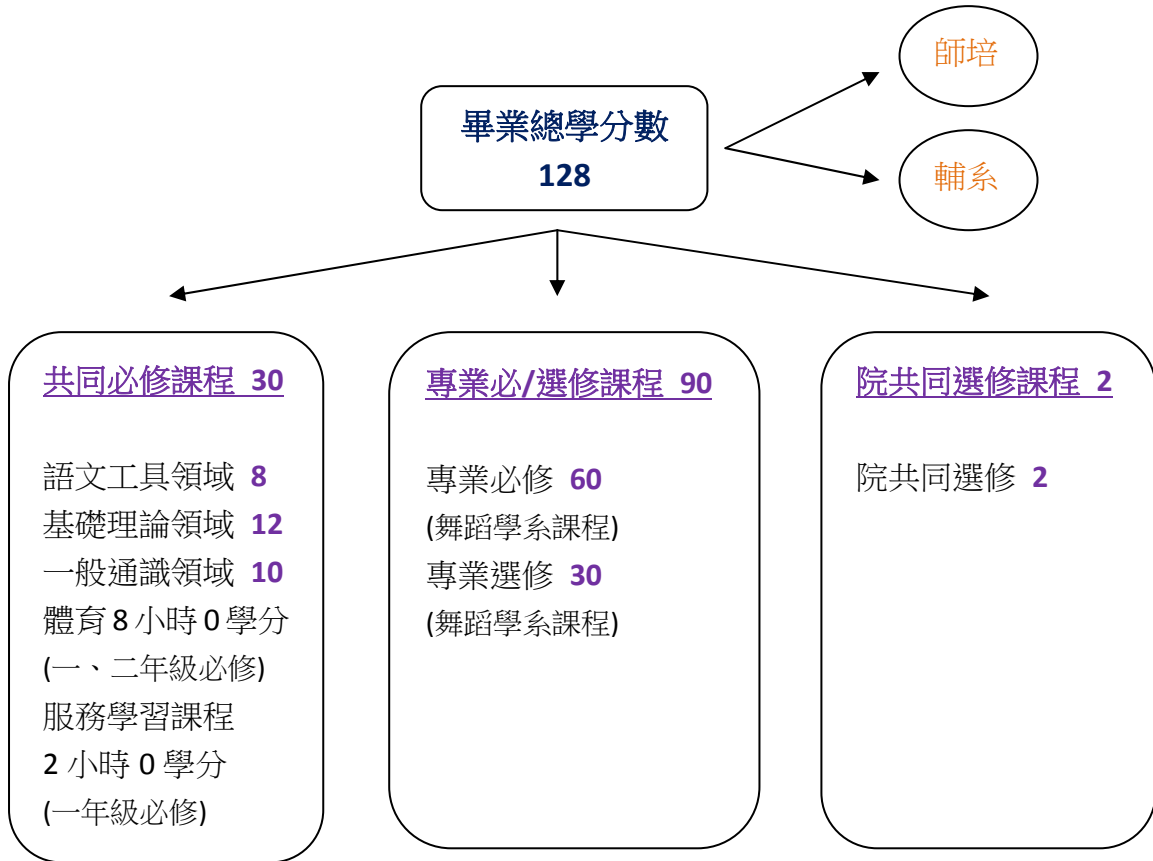 師培
畢業總學分數
128
輔系
共同必修課程 30
語文工具領域 8
基礎理論領域 12
一般通識領域 10
體育 8 小時 0 學分
(一、二年級必修)
服務學習課程
2 小時 0 學分
(一年級必修)
專業必/選修課程 90
專業必修 60
(舞蹈學系課程)
專業選修 30
(舞蹈學系課程)
院共同選修課程 2
院共同選修 2